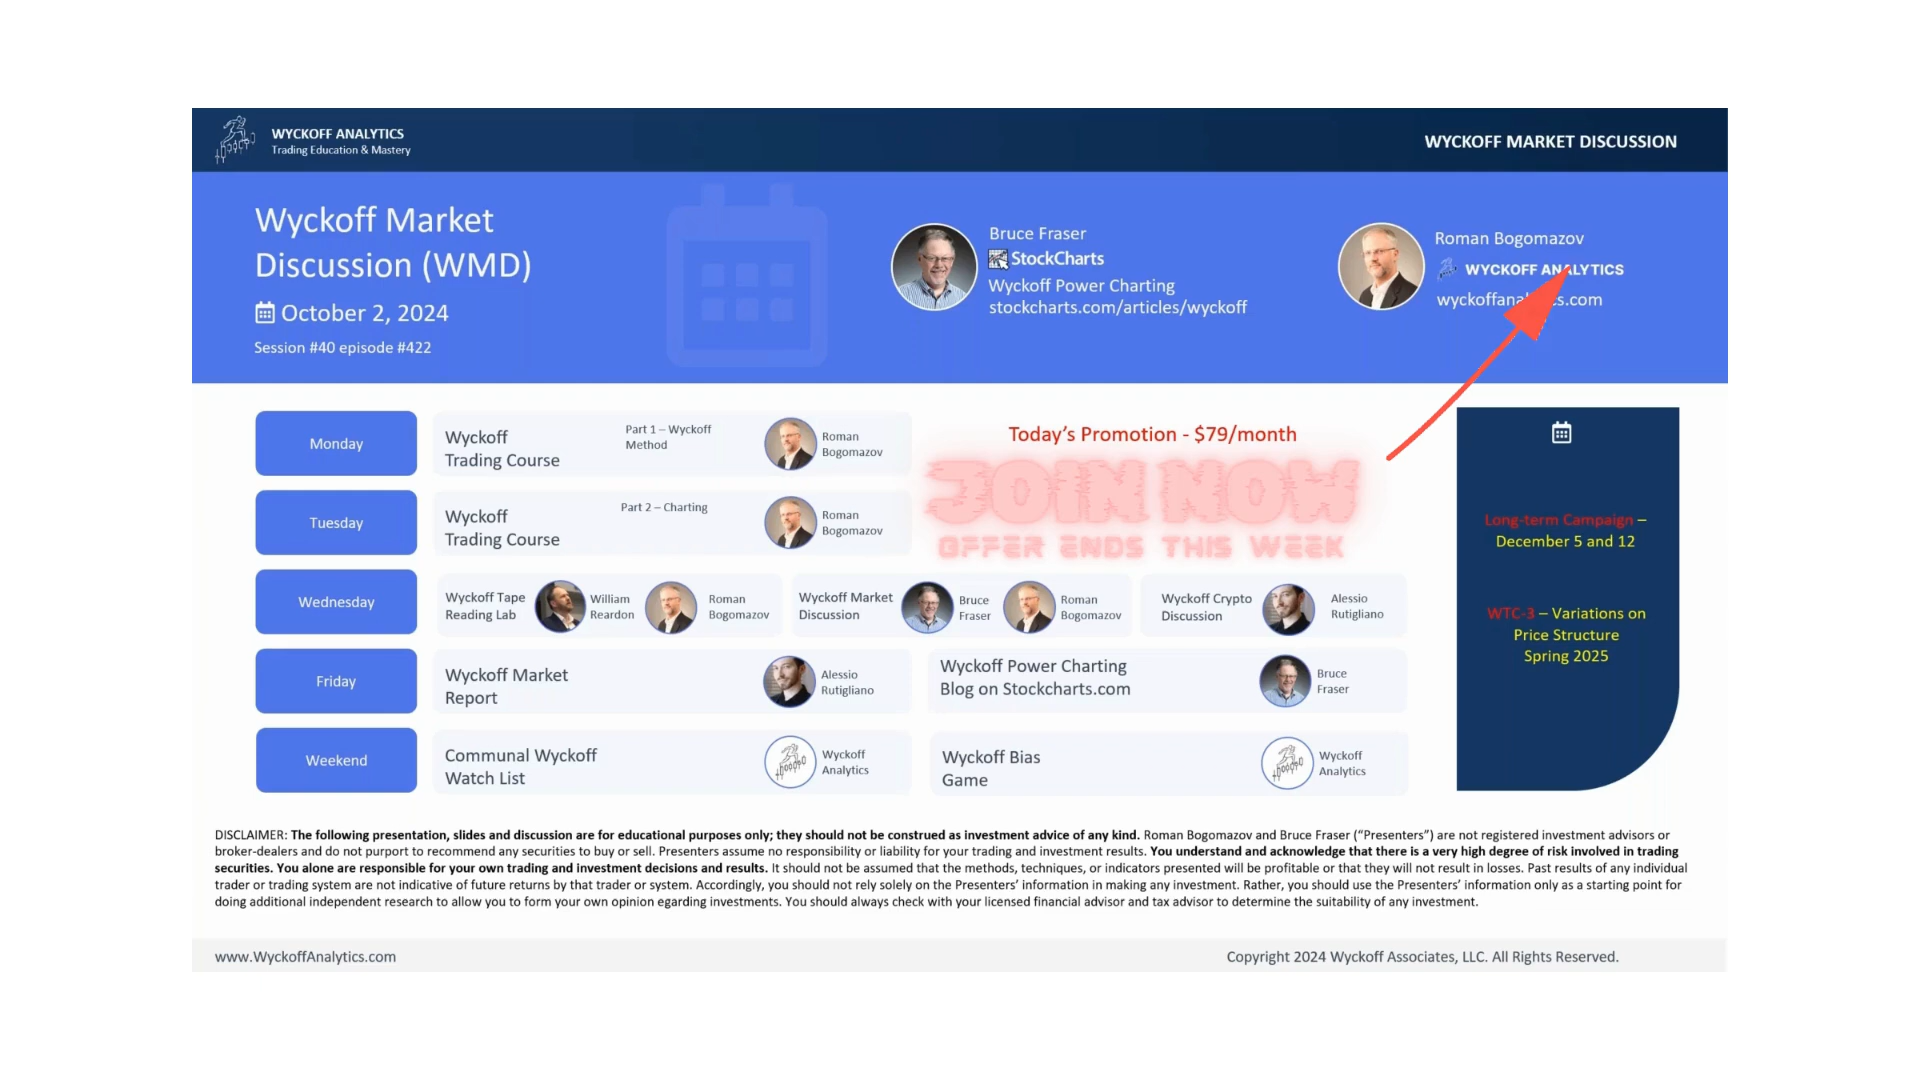 WYCKOFF ANALYTICS
Trading Education & Mastery
WYCKOFF MARKET DISCUSSION
Wyckoff Market
Discussion (WMD)
October 2, 2024
Session #40 episode #422
Bruce Fraser
StockCharts
Wyckoff Power Charting
stockcharts.com/articles/wyckoff
Roman Bogomazov
WYCKOFF ANALYTICS
Monday
Wyckoff
Trading Course
Part 1 – Wyckoff
Method
Roman
Bogomazov
Tuesday
Wyckoff
Trading Course
Part 2 – Charting
Roman
Bogomazov
Today's Promotion - $79/month
JOIN NOW
OFFER ENDS THIS WEEK
Wednesday
Wyckoff Tape
Reading Lab
William
Reardon
Roman
Bogomazov
Wyckoff Market
Discussion
Bruce
Fraser
Roman
Bogomazov
Wyckoff Crypto
Discussion
Alessio
Rutigliano
Friday
Wyckoff Market
Report
Alessio
Rutigliano
Wyckoff Power Charting
Blog on Stockcharts.com
Bruce
Fraser
Weekend
Communal Wyckoff
Watch List
Wyckoff
Analytics
Wyckoff Bias
Game
Wyckoff
Analytics
Long-term Campaign –
December 5 and 12
WTC-3 – Variations on
Price Structure
Spring 2025
DISCLAIMER: The following presentation, slides and discussion are for educational purposes only; they should not be construed as investment advice of any kind. Roman Bogomazov and Bruce Fraser (“Presenters”) are not registered investment advisors or
broker-dealers and do not purport to recommend any securities to buy or sell. Presenters assume no responsibility or liability for your trading and investment results. You understand and acknowledge that there is a very high degree of risk involved in trading
securities. You alone are responsible for your own trading and investment decisions and results. It should not be assumed that the methods, techniques, or indicators presented will be profitable or that they will not result in losses. Past results of any individual
trader or trading system are not indicative of future returns by that trader or system. Accordingly, you should not rely solely on the Presenters’ information in making any investment. Rather, you should use the Presenters’ information only as a starting point for
doing additional independent research to allow you to form your own opinion egarding investments. You should always check with your licensed financial advisor and tax advisor to determine the suitability of any investment.
www.WyckoffAnalytics.com
Copyright 2024 Wyckoff Associates, LLC. All Rights Reserved.